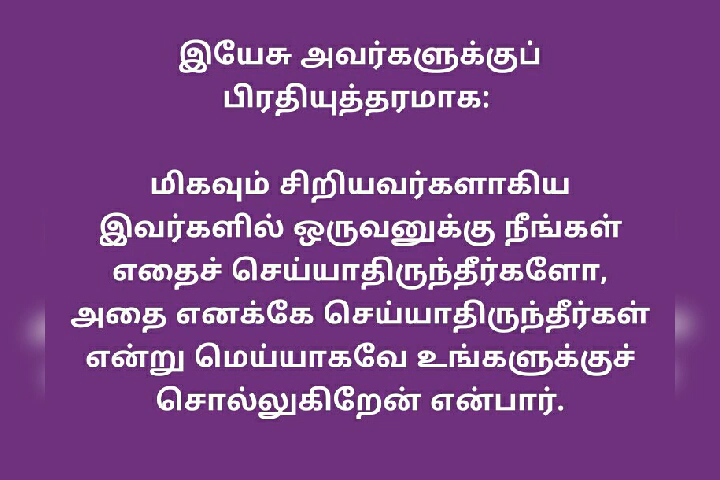 இயேசு அவர்களுக்குப்
பிரதியுத்தரமாக:
மிகவும் சிறியவர்களாகிய
இவர்களில் ஒருவனுக்கு நீங்கள்
எதைச் செய்யாதிருந்தீர்களோ,
அதை எனக்கே செய்யாதிருந்தீர்கள்
என்று மெய்யாகவே உங்களுக்குச்
சொல்லுகிறேன் என்பார்.